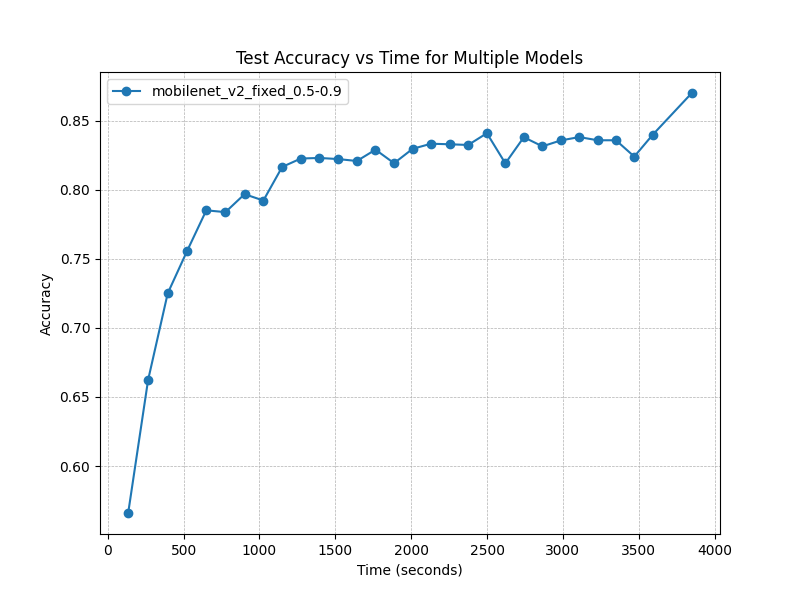 Test Accuracy vs Time for Multiple Models
mobilenet_v2_fixed_0.5-0.9
0.85
0.80
0.75
0.70
0.65
0.60
Accuracy
0 500 1000 1500 2000 2500 3000 3500 4000
Time (seconds)